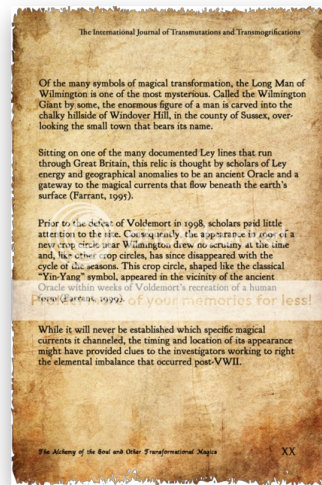 The International Journal of Transmutations and Transmogrifications
Of the many symbols of magical transformation, the Long Man of
Wilmington is one of the most mysterious. Called the Wilmington
Giant by some, the enormous figure of a man is carved into the
chalky hillside of Windover Hill, in the county of Sussex, over-
looking the small town that bears its name.
Sitting on one of the many documented Ley lines that run
through Great Britain, this relic is thought by scholars of Ley
energy and geographical anomalies to be an ancient Oracle and a
gateway to the magical currents that flow beneath the earth's
surface (Farrant, 1995).
Prior to the defeat of Voldemort in 1998, scholars paid little
attention to the site. Consequently, the appearance in of a
new crop circle near Wilmington drew no scrutiny at the time
and, like other crop circles, has since disappeared with the
cycle of the seasons. This crop circle, shaped like the classical
"Yin-Yang" symbol, appeared in the vicinity of the ancient
Oracle within weeks of Voldemort's recreation of a human
of your memories for less!
form (Farrant, 1999).
While it will never be established which specific magical
currents it channeled, the timing and location of its appearance
might have provided clues to the investigators working to right
the elemental imbalance that occurred post-VWII.
The Alchemy of the Soul and Other Transformational Magics
XX